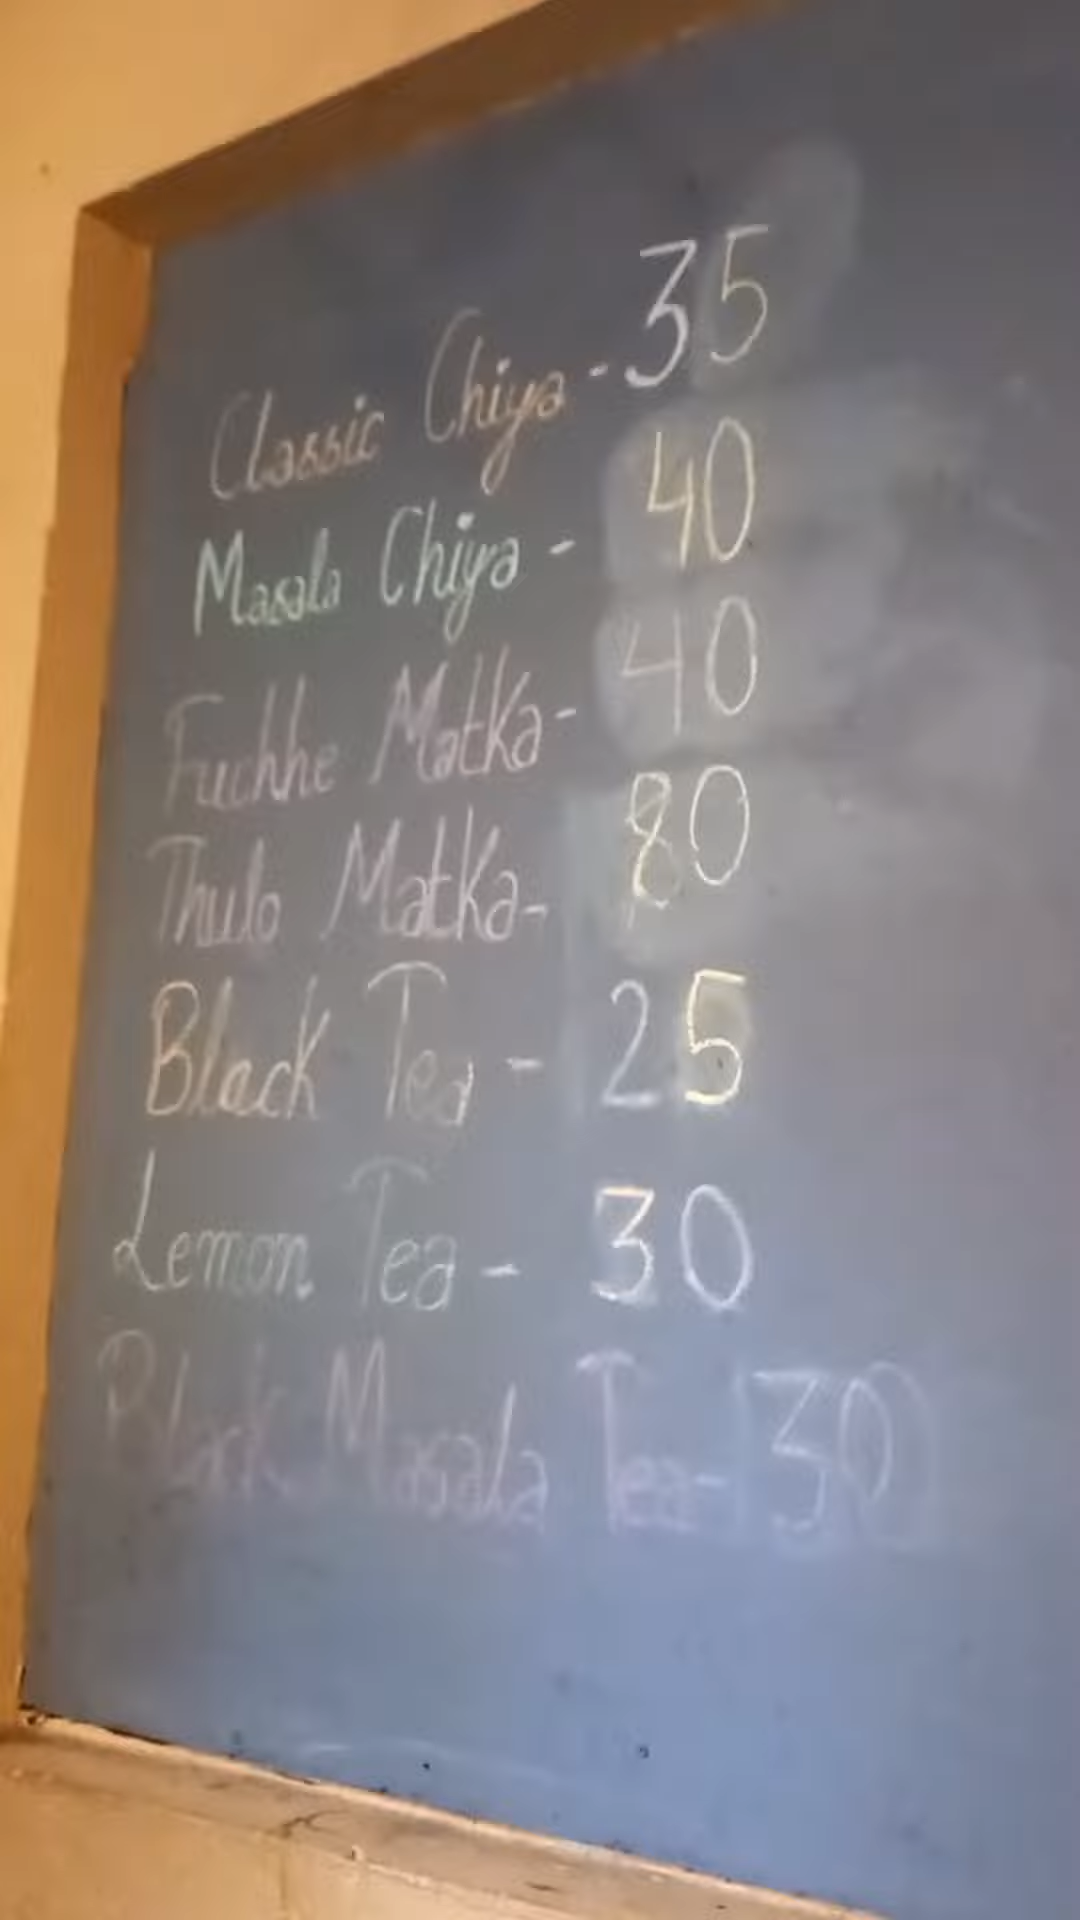 Classic Chiya - 35
Masala Chiya - 40
Fuchhe Matka - 40
Thulo Matka - 80
Black Tea - 25
Lemon Tea - 30
Black Masala Tea - 30